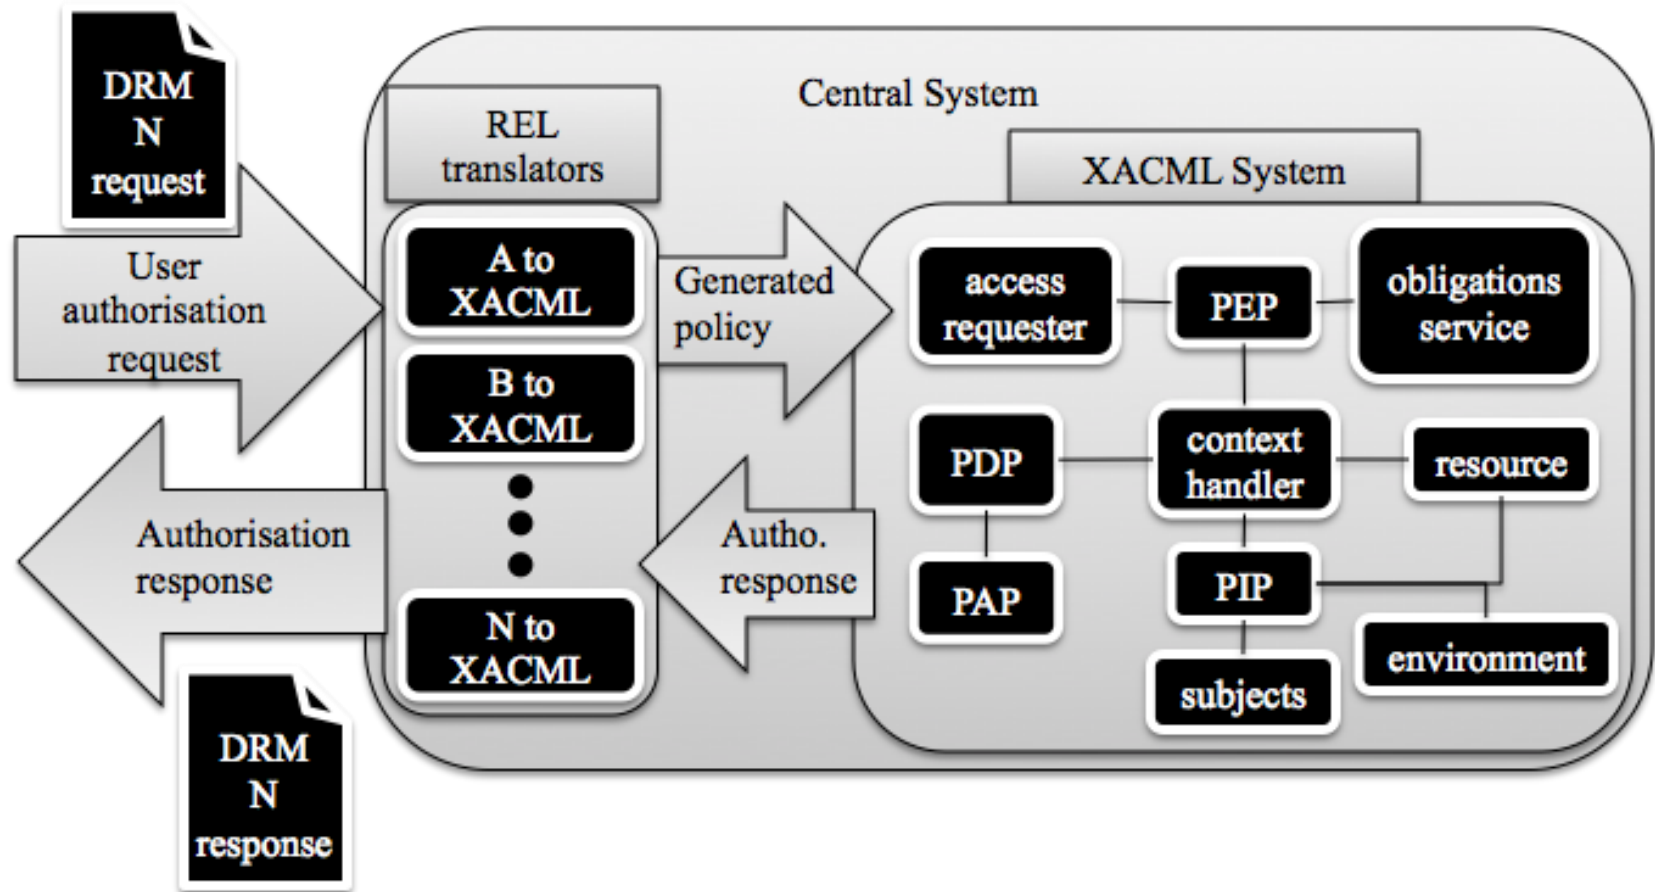 DRM
N
request
User
authorisation
request
Authorisation
response
DRM
N
response
Central System
REL
translators
A to
XACML
B to
XACML
N to
XACML
Generated
policy
Autho.
response
XACML System
access
requester
PEP
obligations
service
PDP
context
handler
resource
PAP
PIP
environment
subjects